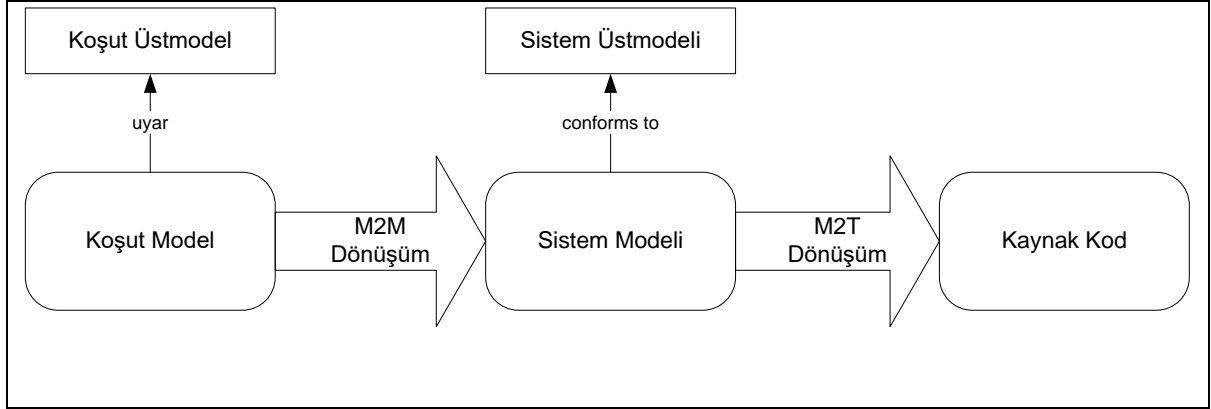 Koşut Üstmodel
Sistem Üstmodeli
uyar
conforms to
Koşut Model
M2M
Dönüşüm
Sistem Modeli
M2T
Dönüşüm
Kaynak Kod